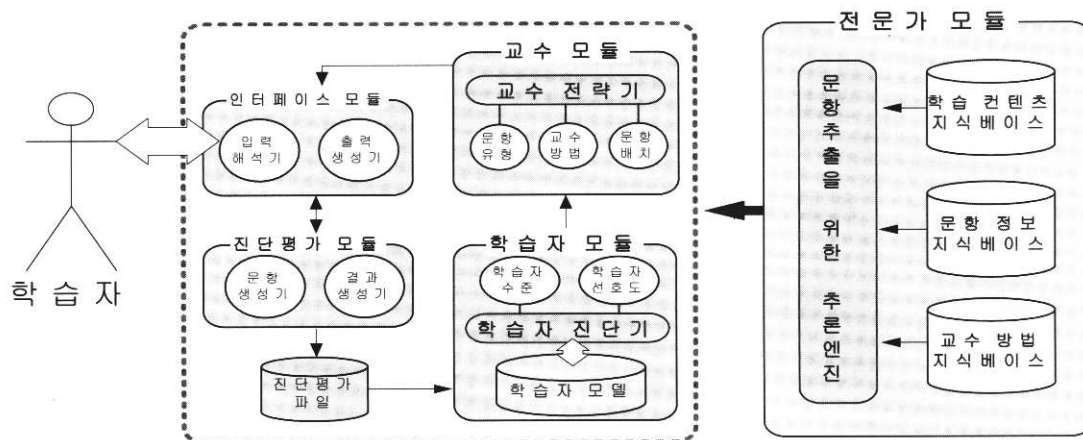 학습자
인터페이스 모듈
입력
해석기
출력
생성기
진단평가 모듈
문항
생성기
결과
생성기
진단평가
파일
교수 모듈
교수 전략기
문항
유형
교수
방법
문항
배치
학습자 모듈
학습자
수준
학습자
선호도
학습자 진단기
학습자 모델
전문가 모듈
문항추출을 위한 추론엔진
학습 컨텐츠
지식베이스
문항 정보
지식베이스
교수 방법
지식베이스